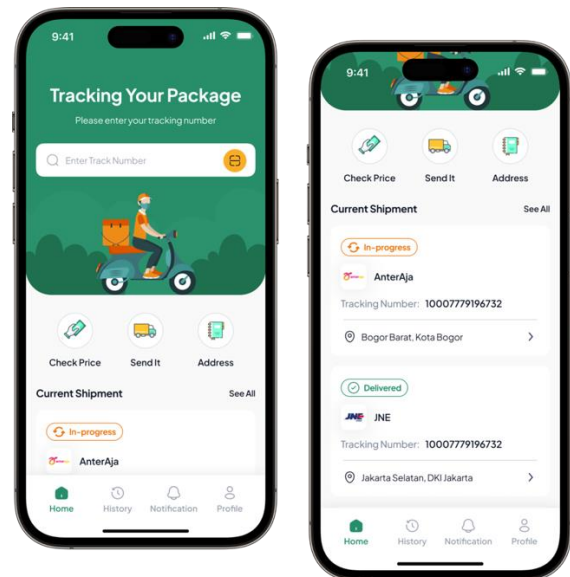 9:41
Tracking Your Package
Please enter your tracking number
Enter Track Number
Check Price Send It Address
Current Shipment See All
In-progress
AnterAja
Home History Notification Profile
9:41
Check Price Send It Address
Current Shipment See All
In-progress
AnterAja
Tracking Number: 10007779196732
Bogor Barat, Kota Bogor
Delivered
JNE JNE
Tracking Number: 10007779196732
Jakarta Selatan, DKI Jakarta
Home History Notification Profile